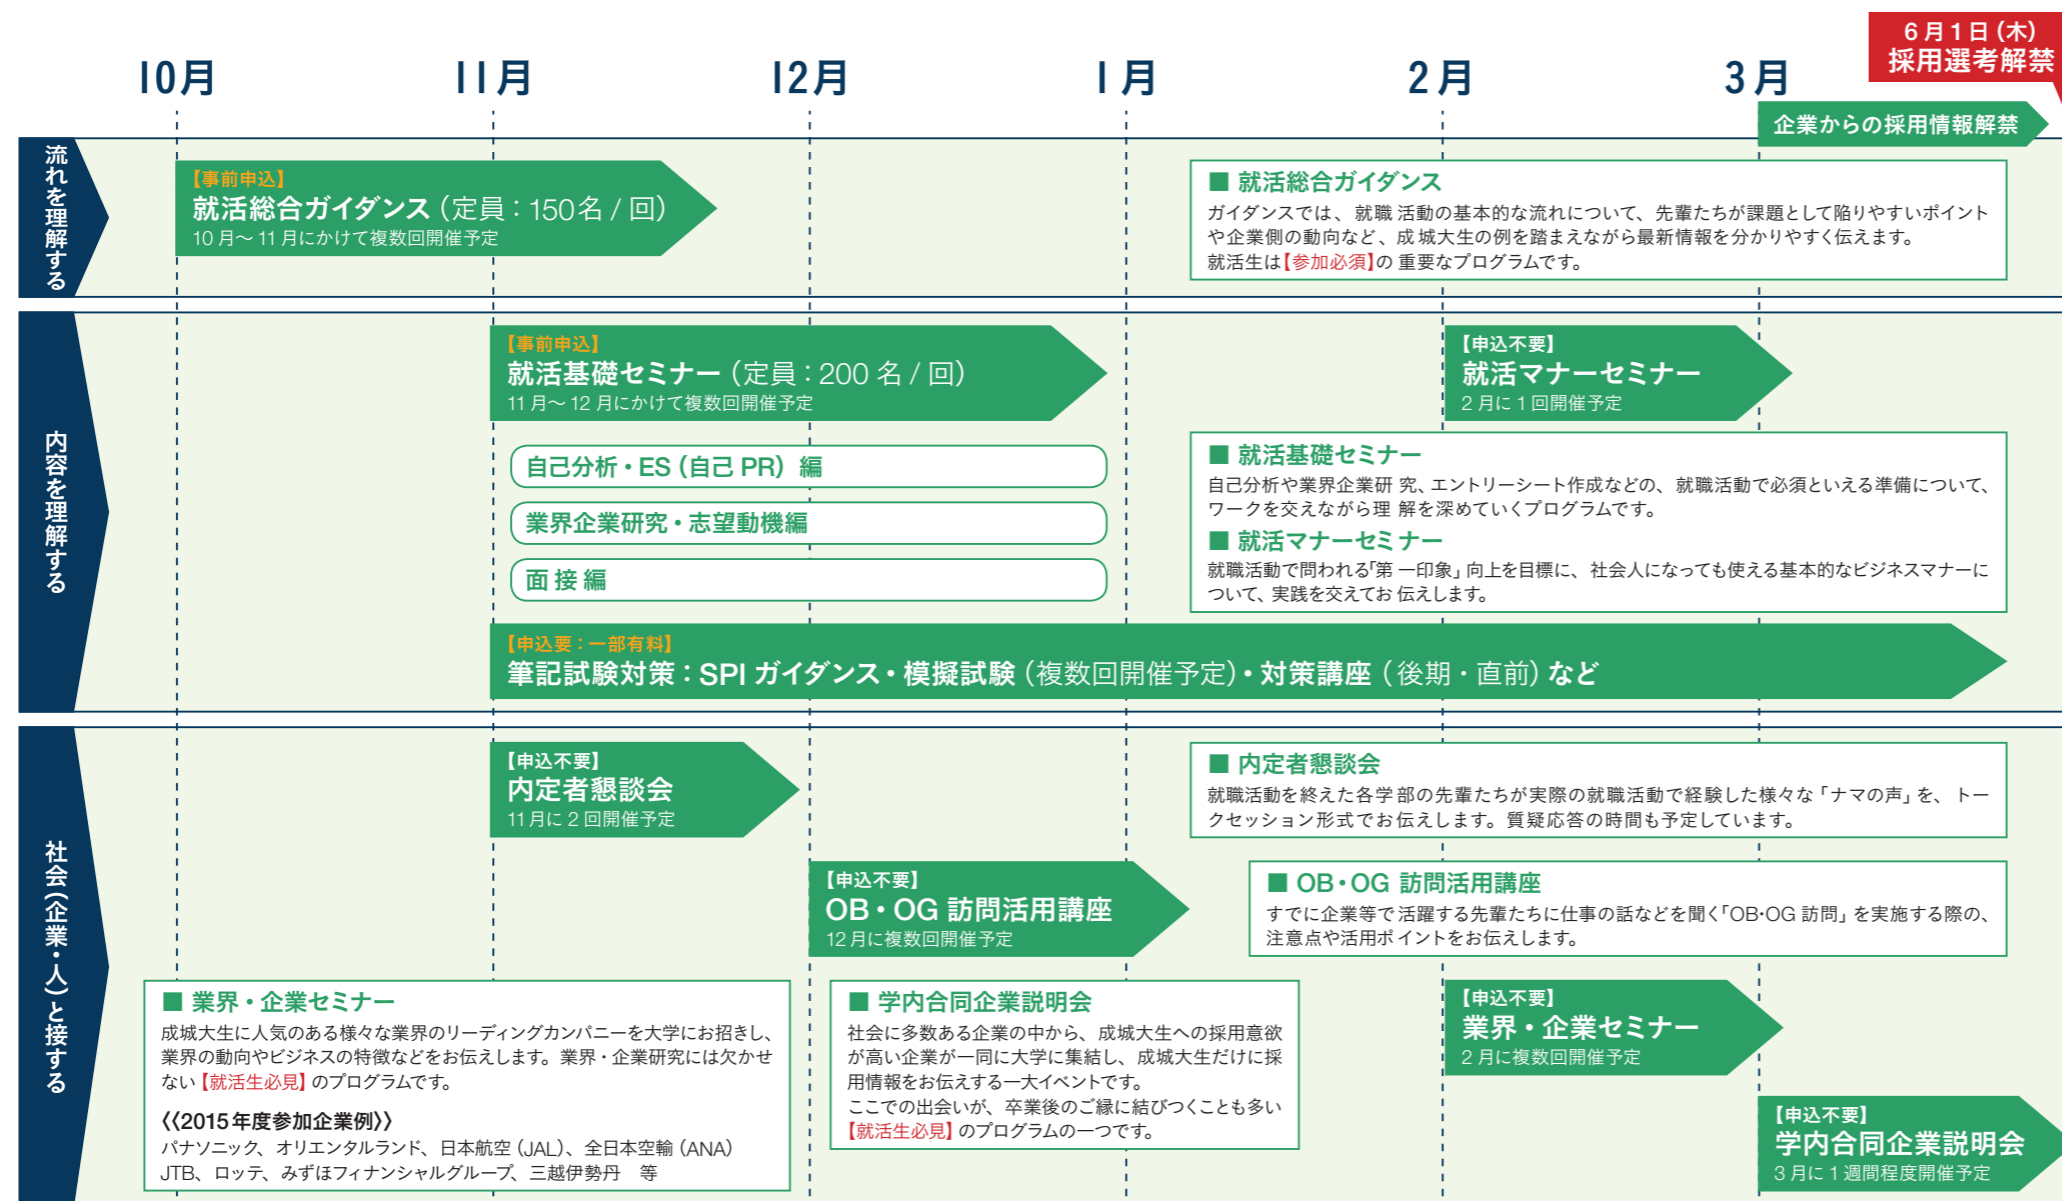 6月1日（木）
採用選考解禁
10月
11月
12月
1月
2月
3月
企業からの採用情報解禁
流れを理解する
【事前申込】
就活総合ガイダンス（定員：150名 / 回）
10月〜11月にかけて複数回開催予定
■ 就活総合ガイダンス
ガイダンスでは、就職活動の基本的な流れについて、先輩たちが課題として陥りやすいポイント
や企業側の動向など、成城大生の例を踏まえながら最新情報を分かりやすく伝えます。
就活生は【参加必須】の重要なプログラムです。
内容を理解する
【事前申込】
就活基礎セミナー（定員：200 名 / 回）
11月〜 12 月にかけて複数回開催予定
【申込不要】
就活マナーセミナー
2月に1回開催予定
自己分析・ES（自己 PR）編
業界企業研究・志望動機編
面接編
■ 就活基礎セミナー
自己分析や業界企業研究、エントリーシート作成などの、就職活動で必須といえる準備について、
ワークを交えながら理解を深めていくプログラムです。
■ 就活マナーセミナー
就職活動で問われる「第一印象」向上を目標に、社会人になっても使える基本的なビジネスマナーに
ついて、実践を交えてお伝えします。
【申込要：一部有料】
筆記試験対策：SPI ガイダンス・模擬試験（複数回開催予定）・対策講座（後期・直前）など
社会（企業・人）と接する
【申込不要】
内定者懇談会
11月に2回開催予定
■ 内定者懇談会
就職活動を終えた各学部の先輩たちが実際の就職活動で経験した様々な「ナマの声」を、トー
クセッション形式でお伝えします。質疑応答の時間も予定しています。
【申込不要】
OB・OG 訪問活用講座
12月に複数回開催予定
■ OB・OG 訪問活用講座
すでに企業等で活躍する先輩たちに仕事の話などを聞く「OB・OG 訪問」を実施する際の、
注意点や活用ポイントをお伝えします。
■ 業界・企業セミナー
成城大生に人気のある様々な業界のリーディングカンパニーを大学にお招きし、
業界の動向やビジネスの特徴などをお伝えします。業界・企業研究には欠かせ
ない【就活生必見】のプログラムです。
《2015年度参加企業例》
パナソニック、オリエンタルランド、日本航空（JAL）、全日本空輸（ANA）
JTB、ロッテ、みずほフィナンシャルグループ、三越伊勢丹　等
■ 学内合同企業説明会
社会に多数ある企業の中から、成城大生への採用意欲
が高い企業が一同に大学に集結し、成城大生だけに採
用情報をお伝えする一大イベントです。
ここでの出会いが、卒業後のご縁に結びつくことも多い
【就活生必見】のプログラムの一つです。
【申込不要】
業界・企業セミナー
2月に複数回開催予定
【申込不要】
学内合同企業説明会
3月に1週間程度開催予定